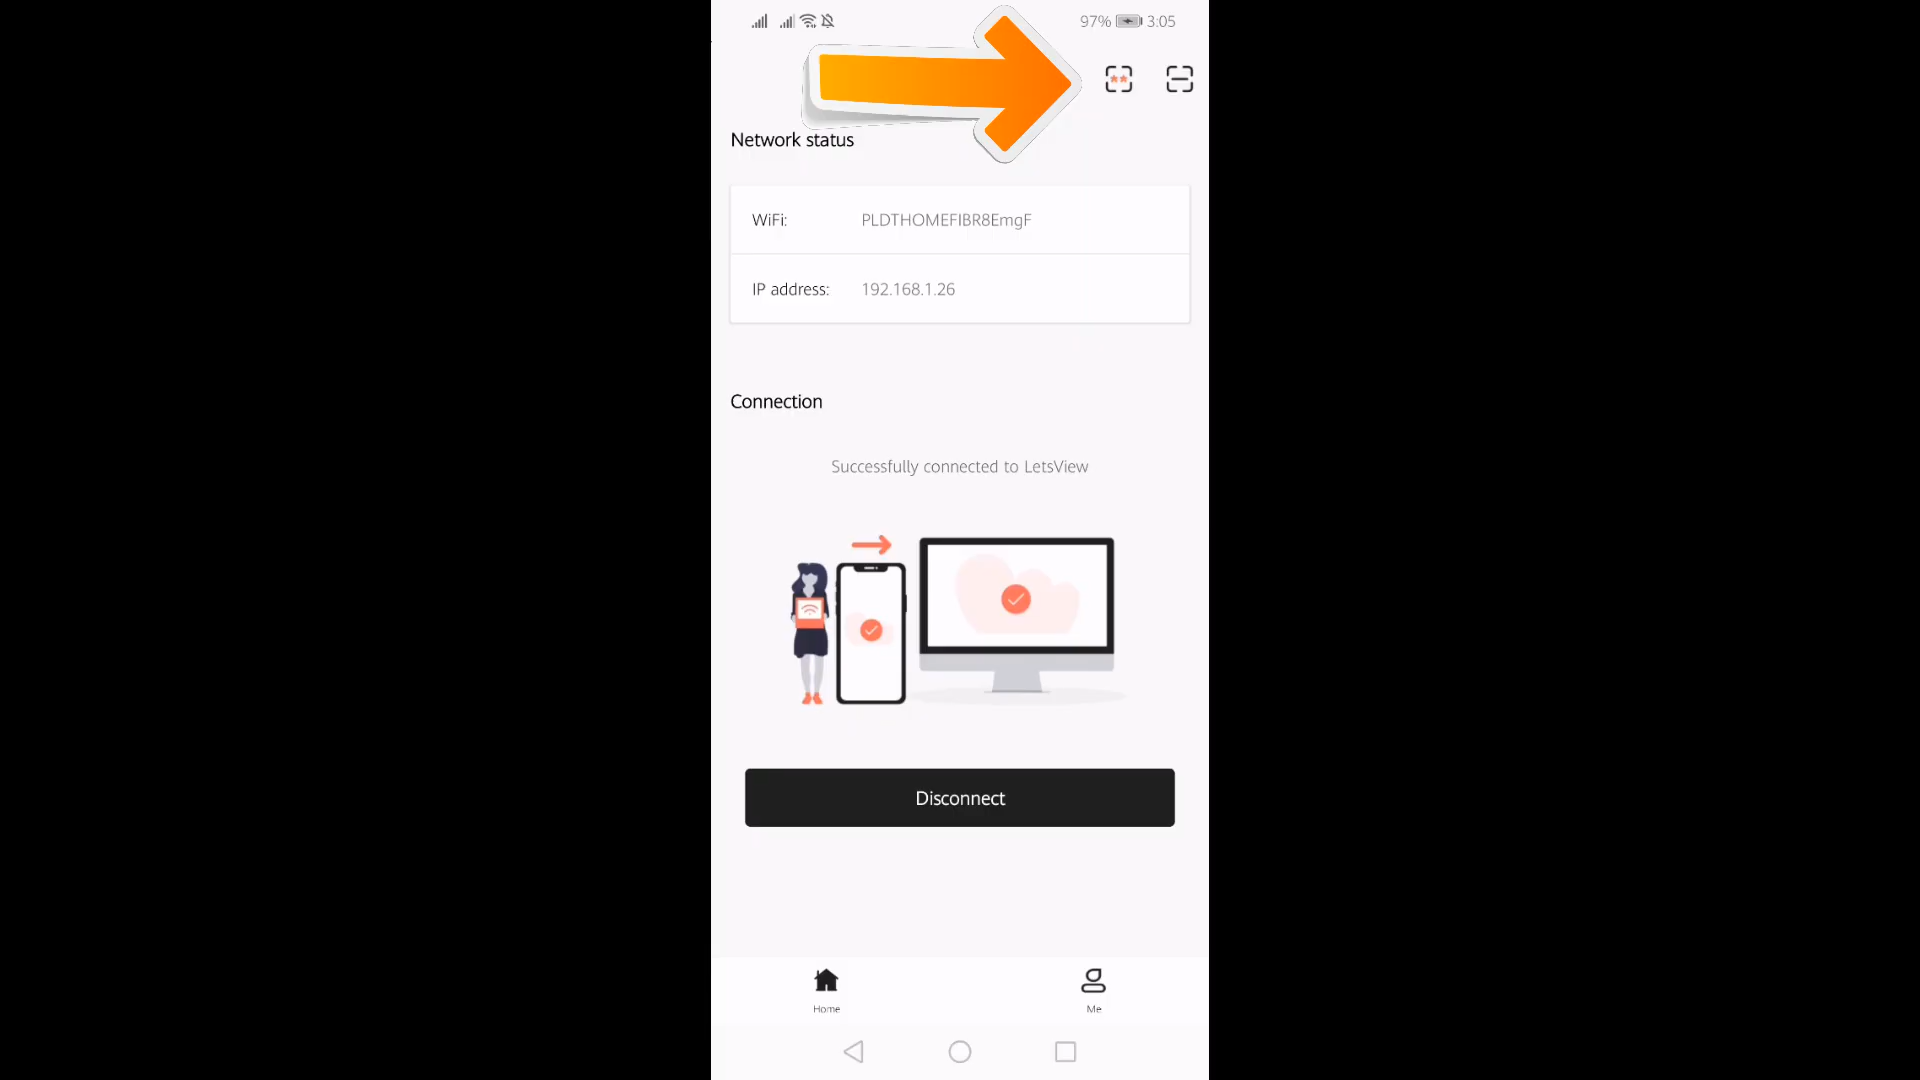 97% 3:05
Network status
WiFi: PLDTHOMEFIBR8EmgF
IP address: 192.168.1.26
Connection
Successfully connected to LetsView
Disconnect
Home Me